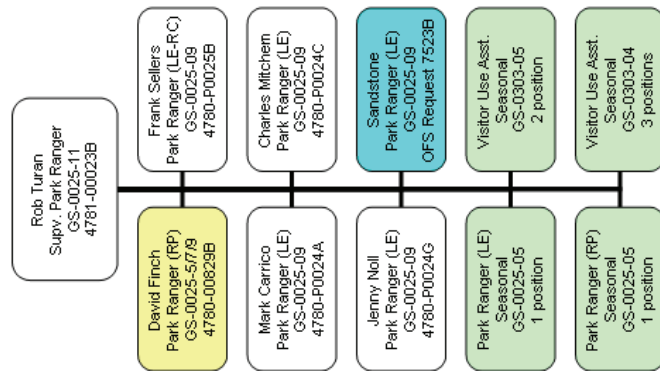 Rob Turan
Supv. Park Ranger
GS-0025-11
4781-00023B
David Finch
Park Ranger (RP)
GS-0025-5/7/9
4780-00829B
Frank Sellers
Park Ranger (LE-RC)
GS-0025-09
4780-P0025B
Mark Carrico
Park Ranger (LE)
GS-0025-09
4780-P0024A
Charles Mitchem
Park Ranger (LE)
GS-0025-09
4780-P0024C
Jenny Noll
Park Ranger (LE)
GS-0025-09
4780-P0024G
Sandstone
Park Ranger (LE)
GS-0025-09
OFS Request 7523B
Park Ranger (LE)
Seasonal
GS-0025-05
1 position
Visitor Use Asst.
Seasonal
GS-0303-05
2 position
Park Ranger (RP)
Seasonal
GS-0025-05
1 position
Visitor Use Asst.
Seasonal
GS-0303-04
3 positions